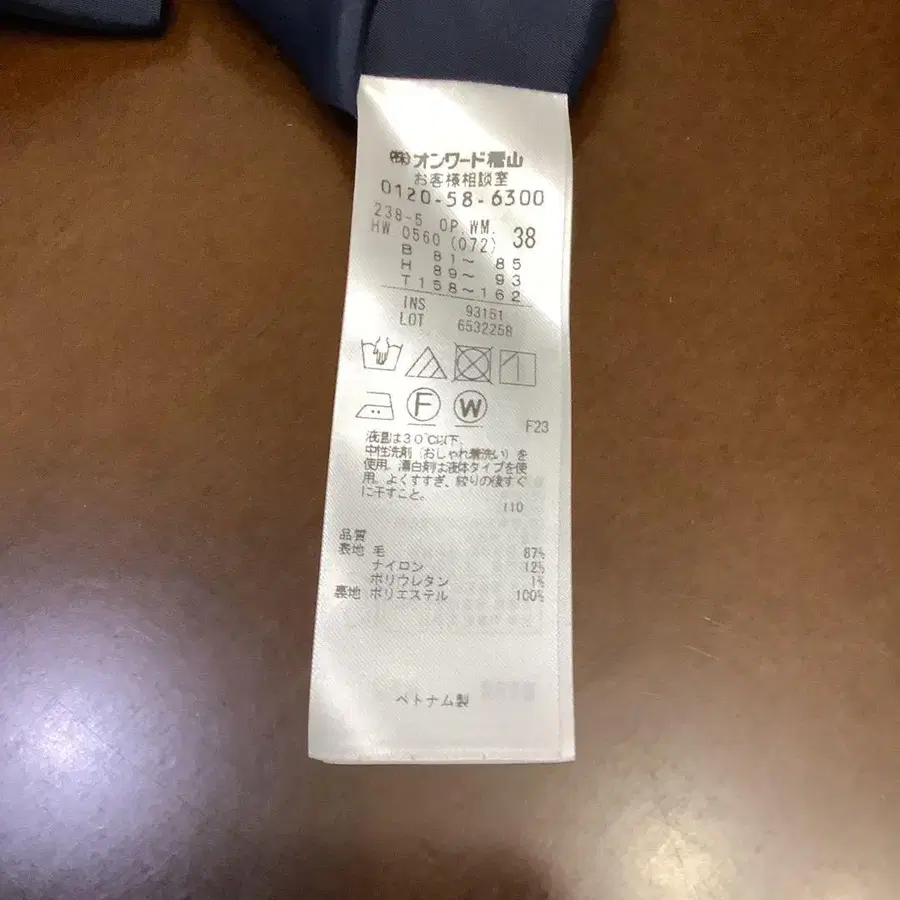 ㈱オンワード樫山
お客様相談室
0120-58-6300
238-5 OP.WM. 38
HW 0560 (072)
B 81～ 85
H 89～ 93
T158～162
INS 93151
LOT 6532258
F W
F23
液温は30℃以下、
中性洗剤（おしゃれ着洗い）を
使用。漂白剤は液体タイプを使
用。よくすすぎ、絞りの後すぐ
に干すこと。
110
品質
表地 毛 87%
ナイロン 12%
ポリウレタン 1%
裏地 ポリエステル 100%
ベトナム製